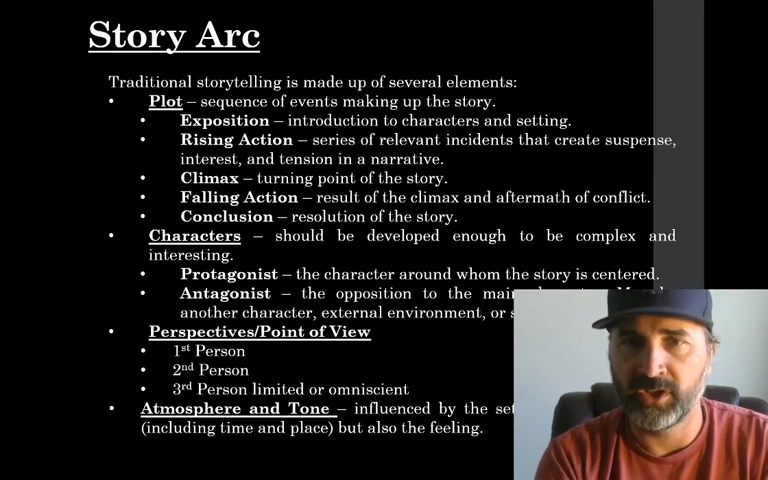 Story Arc
Traditional storytelling is made up of several elements:
• Plot – sequence of events making up the story.
• Exposition – introduction to characters and setting.
• Rising Action – series of relevant incidents that create suspense,
interest, and tension in a narrative.
• Climax – turning point of the story.
• Falling Action – result of the climax and aftermath of conflict.
• Conclusion – resolution of the story.
• Characters – should be developed enough to be complex and
interesting.
• Protagonist – the character around whom the story is centered.
• Antagonist – the opposition to the main
another character, external environment, or
• Perspectives/Point of View
• 1st Person
• 2nd Person
• 3rd Person limited or omniscient
• Atmosphere and Tone – influenced by the
(including time and place) but also the feeling.